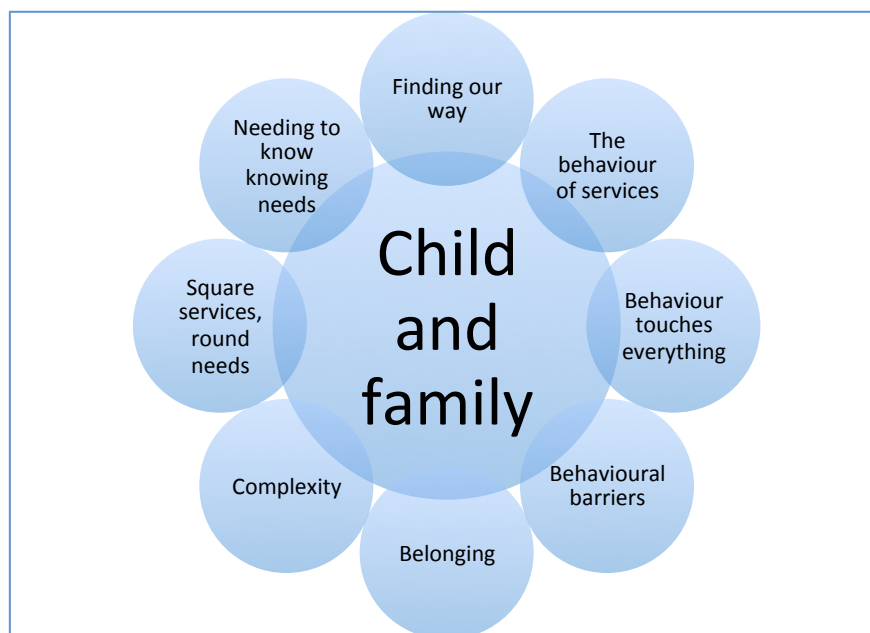 Finding our
way
The
behaviour
of services
Behaviour
touches
everything
Behavioural
barriers
Belonging
Complexity
Square
services,
round
needs
Needing to
know
knowing
needs
Child
and
family